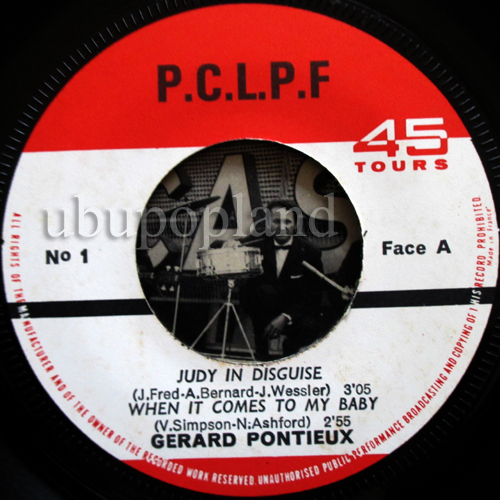 P.C.L.P.F
45
TOURS
ubupopland
No 1
Face A
JUDY IN DISGUISE
(J.Fred-A.Bernard-J.Wessler) 3'05
WHEN IT COMES TO MY BABY
(V.Simpson-N.Ashford) 2'55
GERARD PONTIEUX
ALL RIGHTS OF THE MANUFACTURER AND OF THE OWNER OF THE RECORDED WORK RESERVED. UNAUTHORISED PUBLIC PERFORMANCE BROADCASTING AND COPYING OF THIS RECORD PROHIBITED.
Made in France